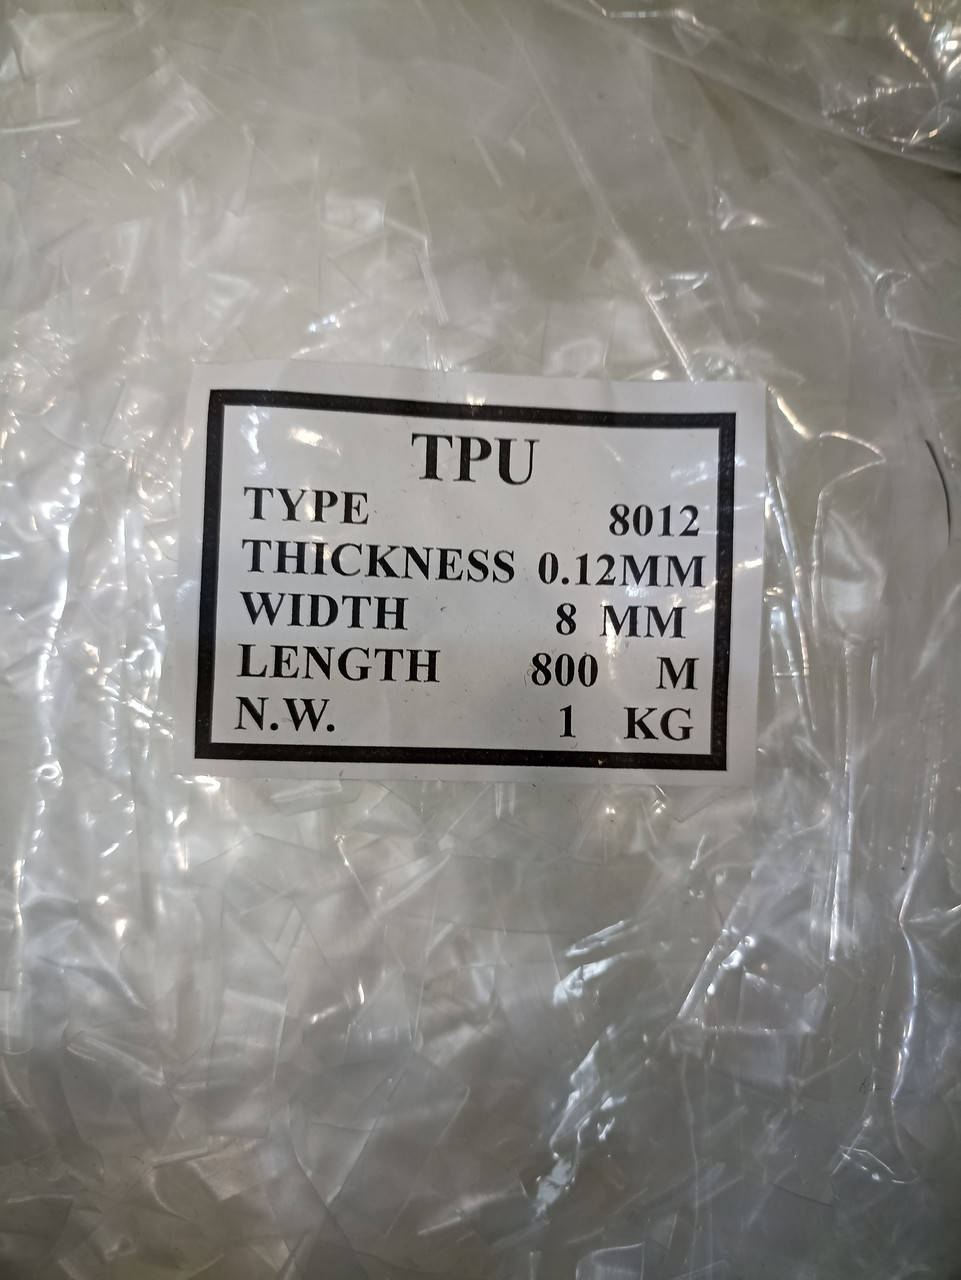 TPU
TYPE 8012
THICKNESS 0.12MM
WIDTH 8 MM
LENGTH 800 M
N.W. 1 KG